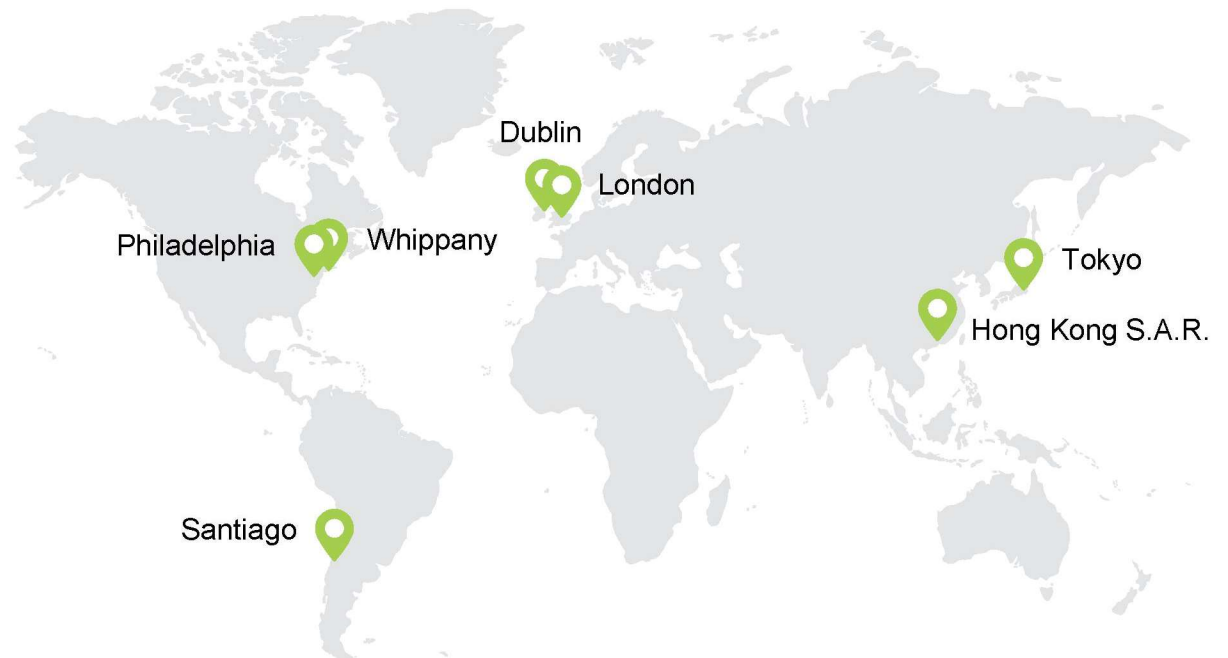 Dublin
London
Philadelphia
Whippany
Tokyo
Hong Kong S.A.R.
Santiago